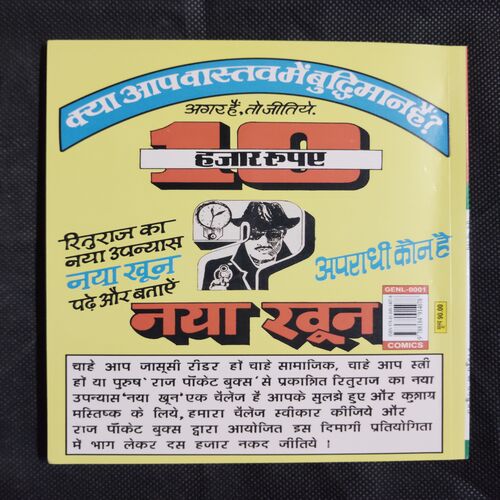 क्या आप वास्तव में बुद्धिमान हैं?
अगर हैं, तो जीतिये.
10
हजार रूपए
रितुराज का
नया उपन्यास
नया खून
पढ़े और बताऐं
अपराधी कौन है
नया खून
GENL-0001
COMICS
मूल्य 90.00
चाहे आप जासूसी रीडर हों चाहे सामाजिक, चाहे आप स्त्री
हों या पुरूष 'राज पॉकेट बुक्स' से प्रकाशित रितुराज का नया
उपन्यास 'नया खून' एक चैलेंज है आपके सुलझे हुए और कुशाग्र
मस्तिष्क के लिये, हमारा चैलेंज स्वीकार कीजिये और
राज पॉकेट बुक्स द्वारा आयोजित इस दिमागी प्रतियोगिता
में भाग लेकर दस हजार नकद जीतिये !